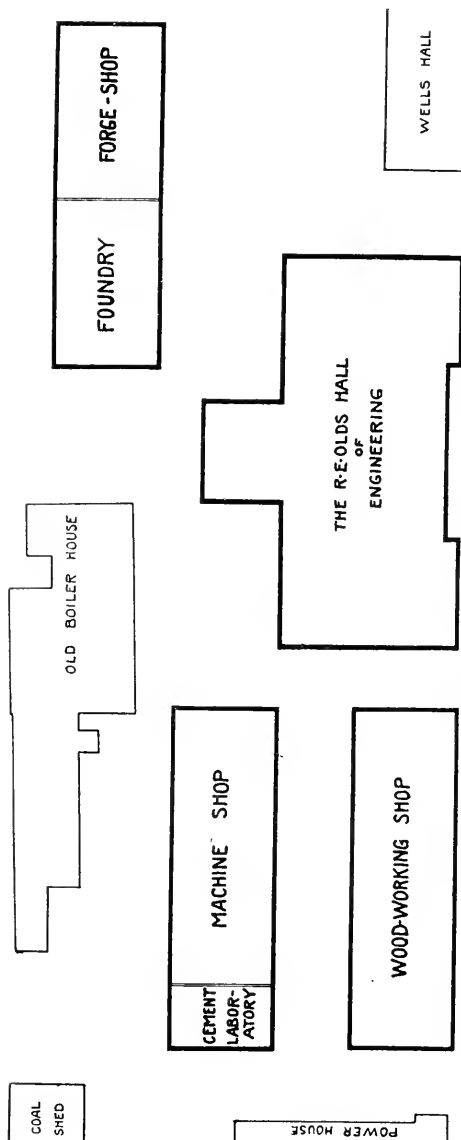 FORGE-SHOP
FOUNDRY
WELLS HALL
THE R·E·OLDS HALL
OF
ENGINEERING
OLD BOILER HOUSE
MACHINE SHOP
CEMENT
LABOR-
ATORY
WOOD-WORKING SHOP
COAL
SHED
POWER HOUSE